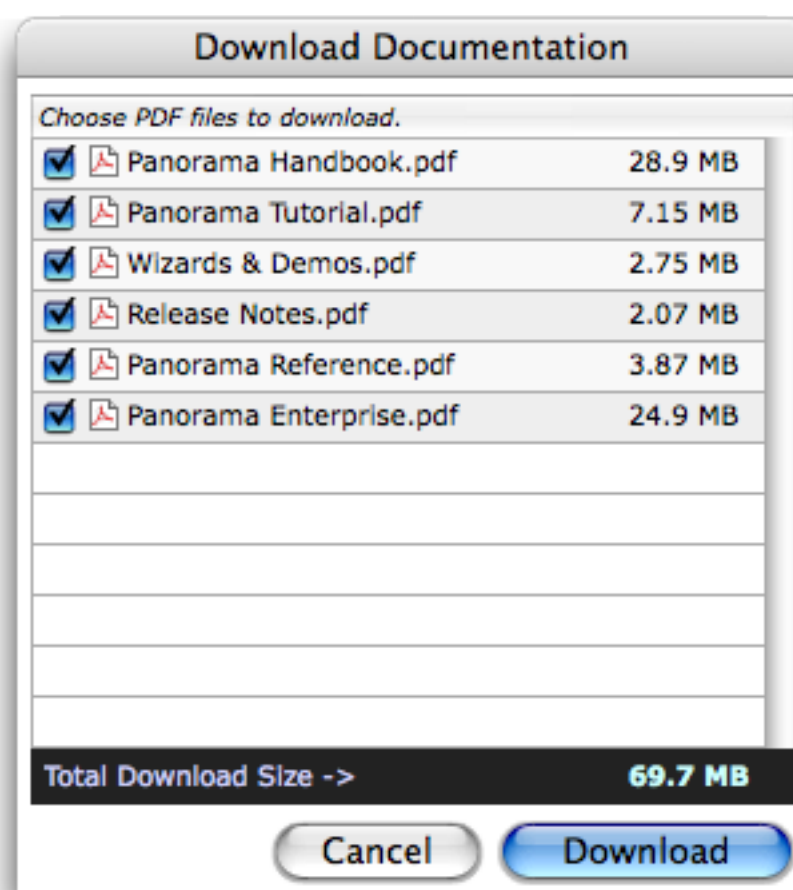 Download Documentation
Choose PDF files to download.
Panorama Handbook.pdf 28.9 MB
Panorama Tutorial.pdf 7.15 MB
Wizards & Demos.pdf 2.75 MB
Release Notes.pdf 2.07 MB
Panorama Reference.pdf 3.87 MB
Panorama Enterprise.pdf 24.9 MB
Total Download Size -> 69.7 MB
Cancel Download